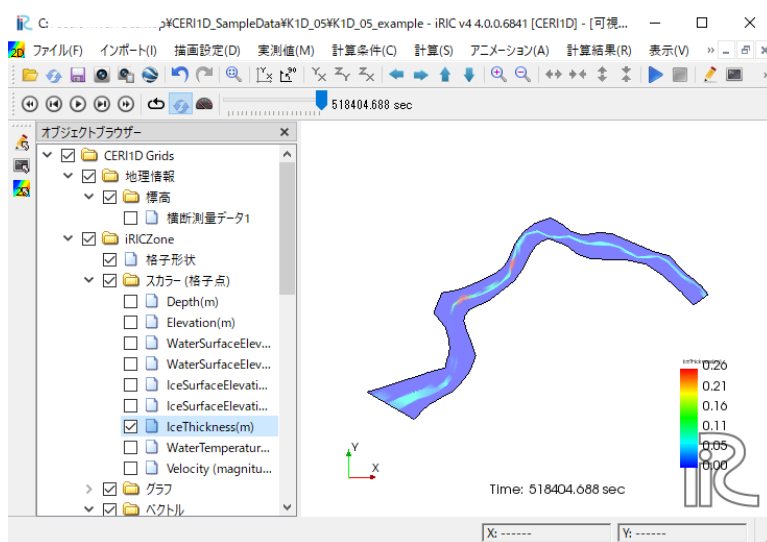 p¥CERI1D_SampleData¥K1D_05¥K1D_05_example - iRIC v4 4.0.0.6841 [CERI1D] - [可視...
ファイル(F) インポート(I) 描画設定(D) 実測値(M) 計算条件(C) 計算(S) アニメーション(A) 計算結果(R) 表示(V) »
518404.688 sec
オブジェクトブラウザー
CERI1D Grids
地理情報
標高
横断測量データ1
iRICZone
格子形状
スカラー (格子点)
Depth(m)
Elevation(m)
WaterSurfaceElev...
WaterSurfaceElev...
IceSurfaceElevati...
IceSurfaceElevati...
IceThickness(m)
WaterTemperatur...
Velocity (magnitu...
グラフ
ベクトル
0.26
0.21
0.16
0.11
0.05
0.00
Y
X
Time: 518404.688 sec
X: ------
Y: ------